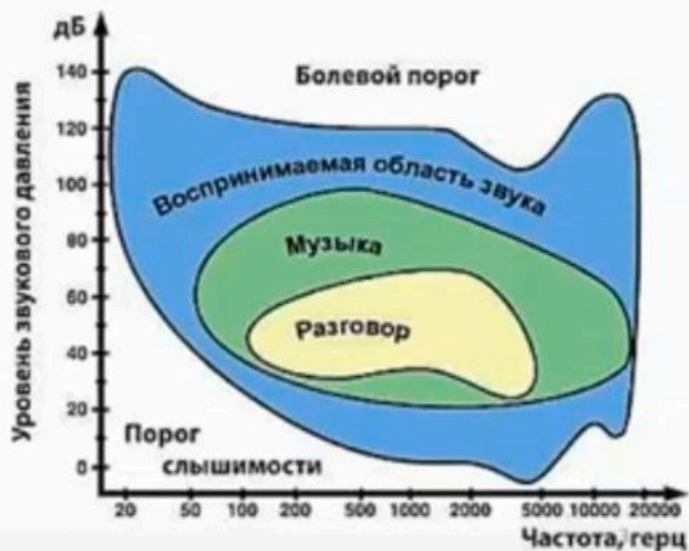 дБ
Уровень звукового давления
140
120
100
80
60
40
20
0
Болевой порог
Воспринимаемая область звука
Музыка
Разговор
Порог
слышимости
20 50 100 200 500 1000 2000 5000 10000 20000
Частота, герц